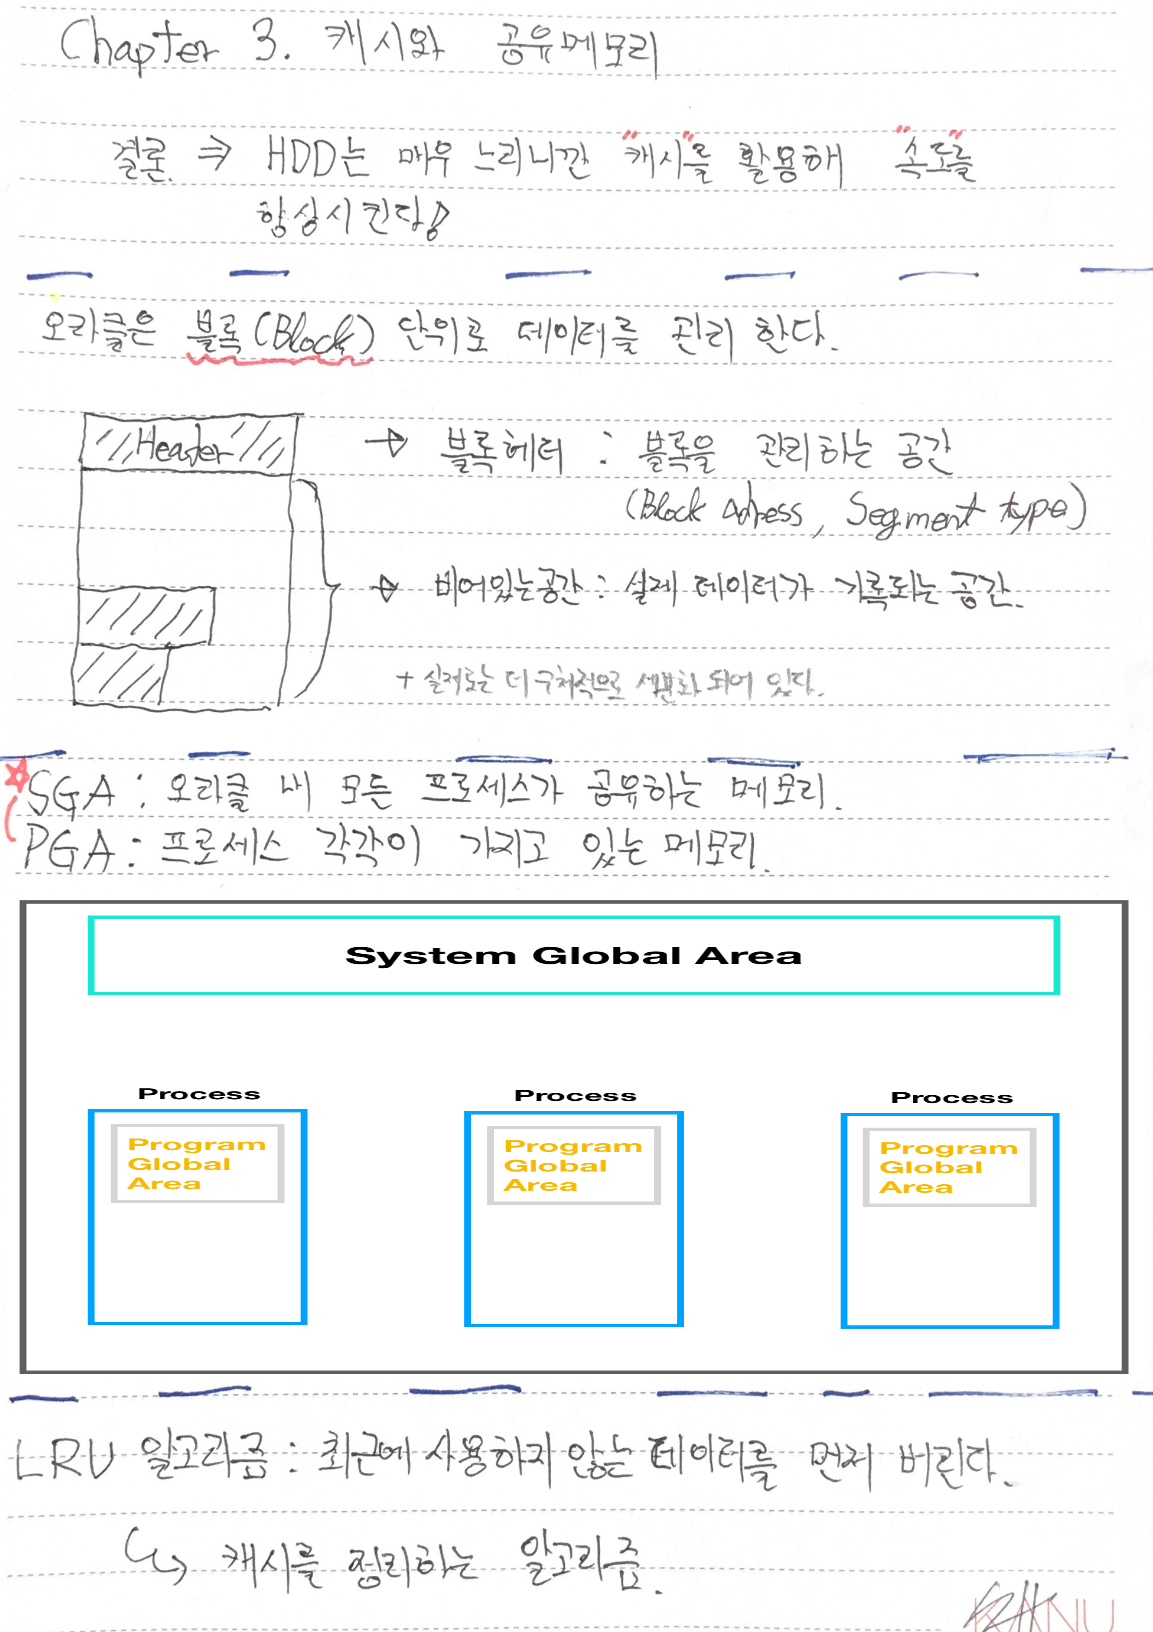 Chapter 3. 캐시와 공유메모리
결론. ⇒ HDD는 매우 느리니깐 "캐시"를 활용해 "속도"를
향상시킨다!
오라클은 블록(Block) 단위로 데이터를 관리 한다.
Header → 블록헤더 : 블록을 관리하는 공간
(Block adress, Segment type)
→ 비어있는공간 : 실제 데이터가 기록되는 공간.
+ 실제로는 더 구체적으로 세분화 되어 있다.
☆ SGA : 오라클 내 모든 프로세스가 공유하는 메모리.
PGA : 프로세스 각각이 가지고 있는 메모리.
System Global Area
Process Process Process
Program Program Program
Global Global Global
Area Area Area
LRU 알고리즘 : 최근에 사용하지 않는 데이터를 먼저 버린다.
↳ 캐시를 정리하는 알고리즘.